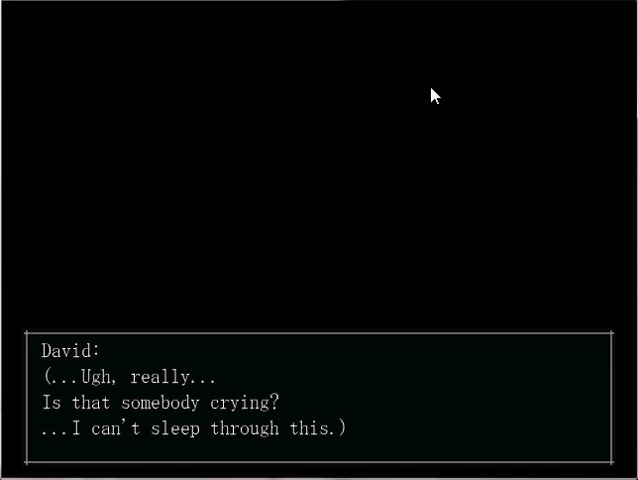 David:
(...Ugh, really...
Is that somebody crying?
...I can't sleep through this.)